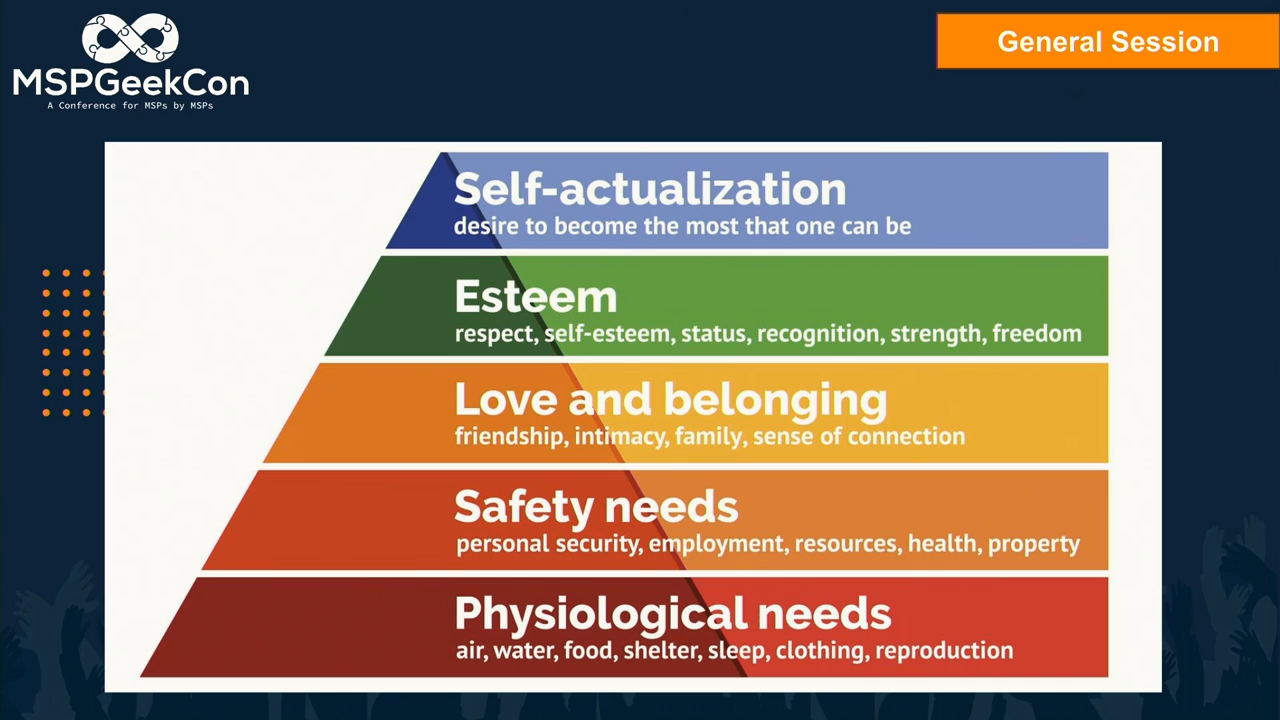 MSPGeekCon
A Conference for MSPs by MSPs
General Session
Self-actualization
desire to become the most that one can be
Esteem
respect, self-esteem, status, recognition, strength, freedom
Love and belonging
friendship, intimacy, family, sense of connection
Safety needs
personal security, employment, resources, health, property
Physiological needs
air, water, food, shelter, sleep, clothing, reproduction